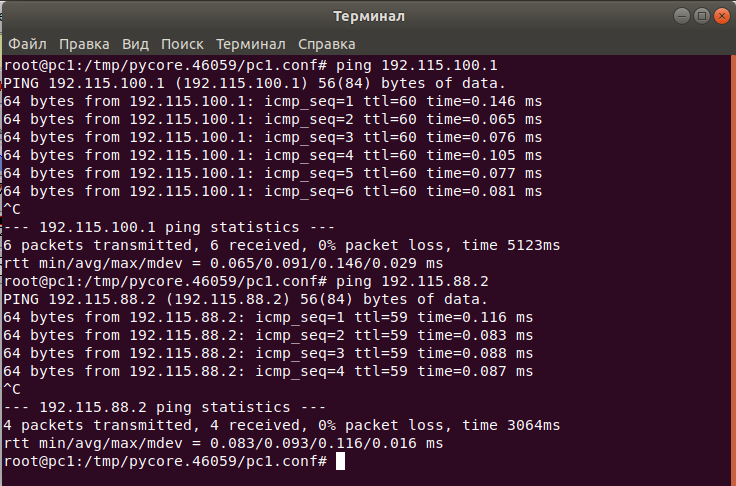 Терминал
Файл Правка Вид Поиск Терминал Справка
root@pc1:/tmp/pycore.46059/pc1.conf# ping 192.115.100.1
PING 192.115.100.1 (192.115.100.1) 56(84) bytes of data.
64 bytes from 192.115.100.1: icmp_seq=1 ttl=60 time=0.146 ms
64 bytes from 192.115.100.1: icmp_seq=2 ttl=60 time=0.065 ms
64 bytes from 192.115.100.1: icmp_seq=3 ttl=60 time=0.076 ms
64 bytes from 192.115.100.1: icmp_seq=4 ttl=60 time=0.105 ms
64 bytes from 192.115.100.1: icmp_seq=5 ttl=60 time=0.077 ms
64 bytes from 192.115.100.1: icmp_seq=6 ttl=60 time=0.081 ms
^C
--- 192.115.100.1 ping statistics ---
6 packets transmitted, 6 received, 0% packet loss, time 5123ms
rtt min/avg/max/mdev = 0.065/0.091/0.146/0.029 ms
root@pc1:/tmp/pycore.46059/pc1.conf# ping 192.115.88.2
PING 192.115.88.2 (192.115.88.2) 56(84) bytes of data.
64 bytes from 192.115.88.2: icmp_seq=1 ttl=59 time=0.116 ms
64 bytes from 192.115.88.2: icmp_seq=2 ttl=59 time=0.083 ms
64 bytes from 192.115.88.2: icmp_seq=3 ttl=59 time=0.088 ms
64 bytes from 192.115.88.2: icmp_seq=4 ttl=59 time=0.087 ms
^C
--- 192.115.88.2 ping statistics ---
4 packets transmitted, 4 received, 0% packet loss, time 3064ms
rtt min/avg/max/mdev = 0.083/0.093/0.116/0.016 ms
root@pc1:/tmp/pycore.46059/pc1.conf#